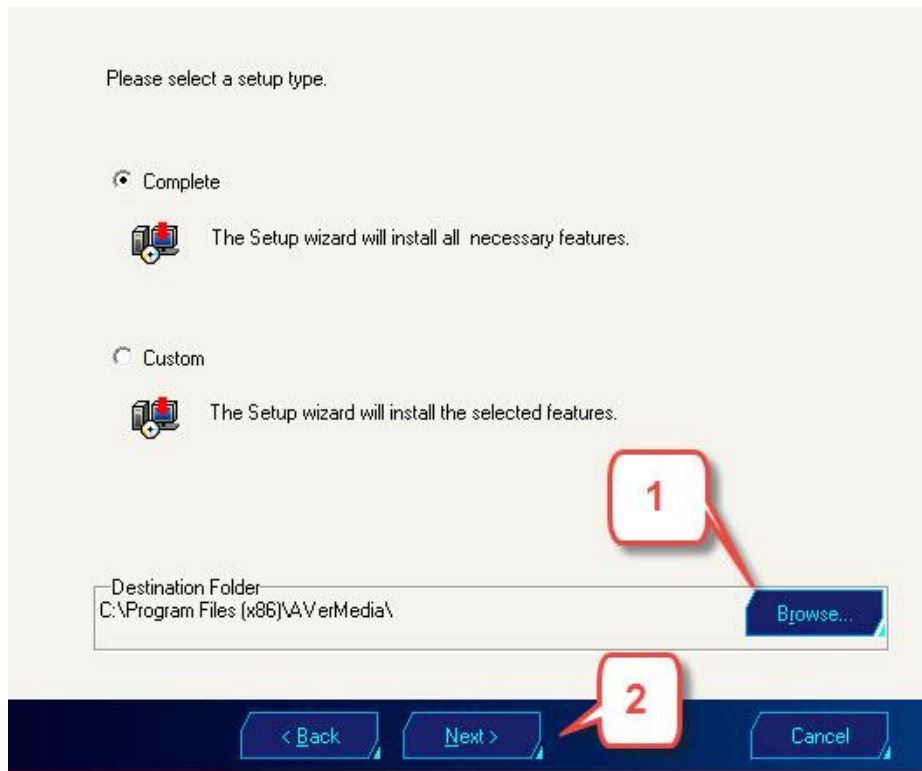 Please select a setup type.
Complete
The Setup wizard will install all necessary features.
Custom
The Setup wizard will install the selected features.
1
Destination Folder
C:\Program Files (x86)\AVerMedia\
Browse...
2
< Back
Next >
Cancel